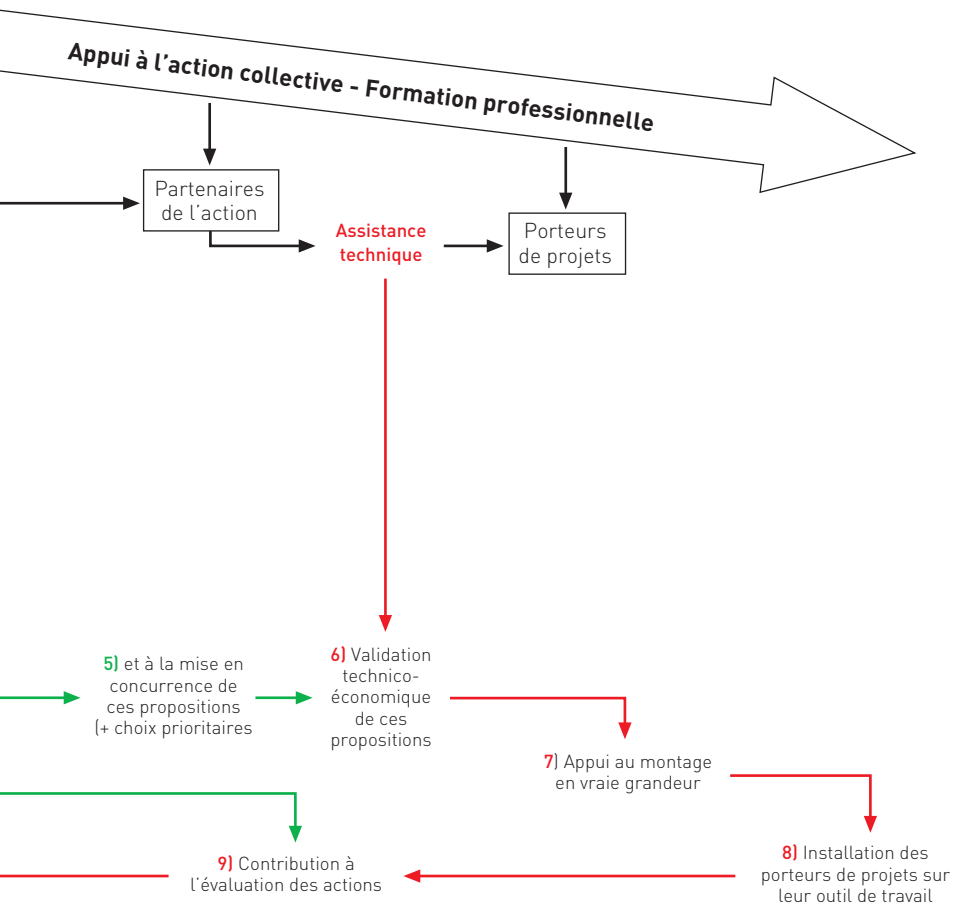 Appui à l'action collective - Formation professionnelle
Partenaires
de l'action
Assistance
technique
Porteurs
de projets
5) et à la mise en
concurrence de
ces propositions
(+ choix prioritaires
6) Validation
technico-
économique
de ces
propositions
7) Appui au montage
en vraie grandeur
8) Installation des
porteurs de projets sur
leur outil de travail
9) Contribution à
l'évaluation des actions